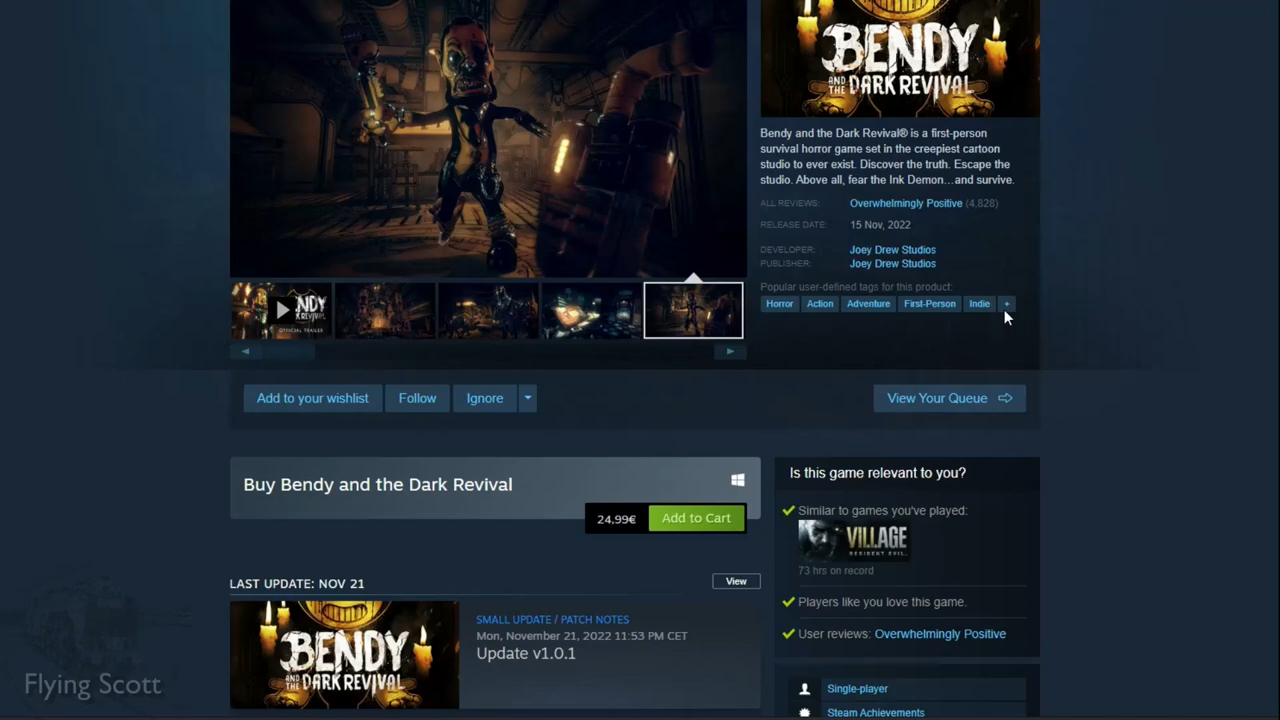 BENDY
AND THE DARK REVIVAL
Bendy and the Dark Revival® is a first-person
survival horror game set in the creepiest cartoon
studio to ever exist. Discover the truth. Escape the
studio. Above all, fear the Ink Demon…and survive.
ALL REVIEWS: Overwhelmingly Positive (4,828)
RELEASE DATE: 15 Nov, 2022
DEVELOPER: Joey Drew Studios
PUBLISHER: Joey Drew Studios
Popular user-defined tags for this product:
Horror Action Adventure First-Person Indie +
OFFICIAL TRAILER
Add to your wishlist Follow Ignore View Your Queue
Buy Bendy and the Dark Revival
24,99€ Add to Cart
LAST UPDATE: NOV 21 View
BENDY
AND THE DARK REVIVAL
SMALL UPDATE / PATCH NOTES
Mon, November 21, 2022 11:53 PM CET
Update v1.0.1
Is this game relevant to you?
Similar to games you've played:
VILLAGE
RESIDENT EVIL
73 hrs on record
Players like you love this game.
User reviews: Overwhelmingly Positive
Single-player
Steam Achievements
Flying Scott